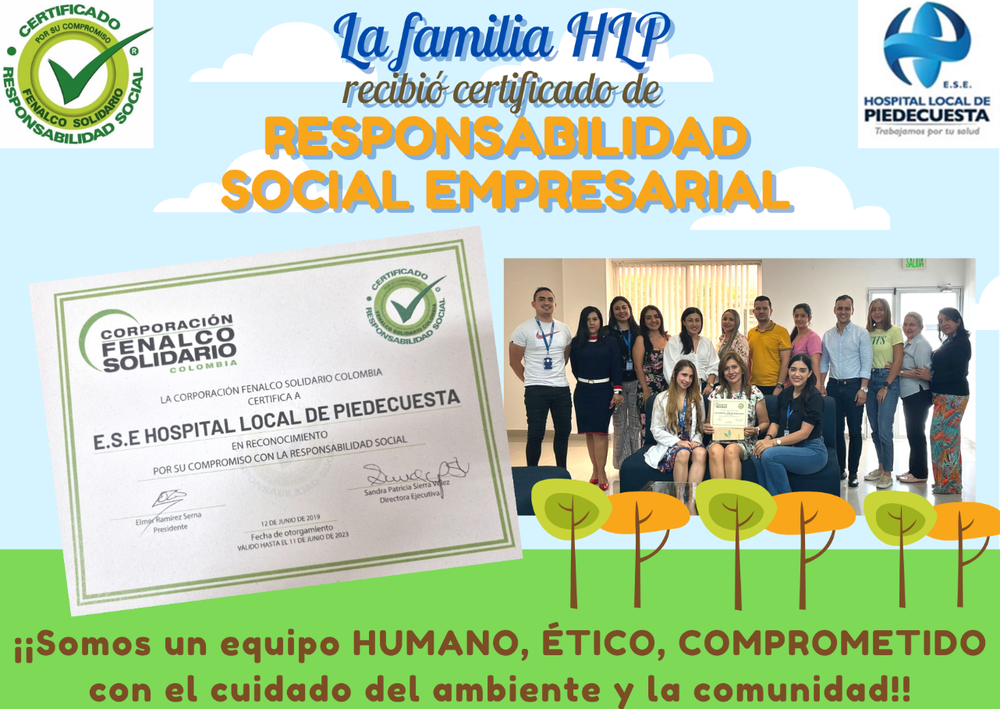 CERTIFICADO
POR SU COMPROMISO
FENALCO SOLIDARIO
RESPONSABILIDAD SOCIAL
®
La familia HLP
recibió certificado de
RESPONSABILIDAD
SOCIAL EMPRESARIAL
E.S.E.
HOSPITAL LOCAL DE
PIEDECUESTA
Trabajamos por tu salud
CORPORACIÓN
FENALCO
SOLIDARIO
COLOMBIA
CERTIFICADO
FENALCO SOLIDARIO COLOMBIA
RESPONSABILIDAD SOCIAL
LA CORPORACIÓN FENALCO SOLIDARIO COLOMBIA
CERTIFICA A
E.S.E HOSPITAL LOCAL DE PIEDECUESTA
EN RECONOCIMIENTO
POR SU COMPROMISO CON LA RESPONSABILIDAD SOCIAL
Elmer Ramírez Serna
Presidente
Sandra Patricia Sierra Vélez
Directora Ejecutiva
12 DE JUNIO DE 2019
Fecha de otorgamiento
VÁLIDO HASTA EL 11 DE JUNIO DE 2023
SALIDA
¡¡Somos un equipo HUMANO, ÉTICO, COMPROMETIDO
con el cuidado del ambiente y la comunidad!!